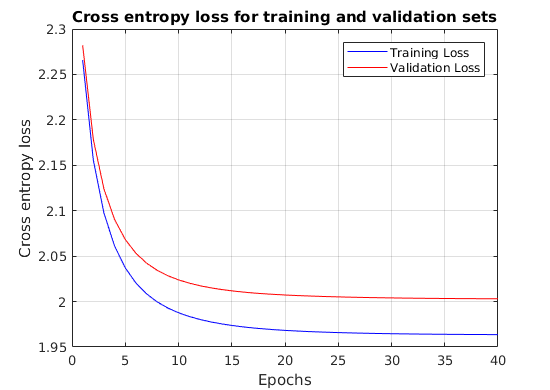 Cross entropy loss for training and validation sets
2.3
2.25
2.2
2.15
2.1
2.05
2
1.95
Cross entropy loss
Training Loss
Validation Loss
0 5 10 15 20 25 30 35 40
Epochs